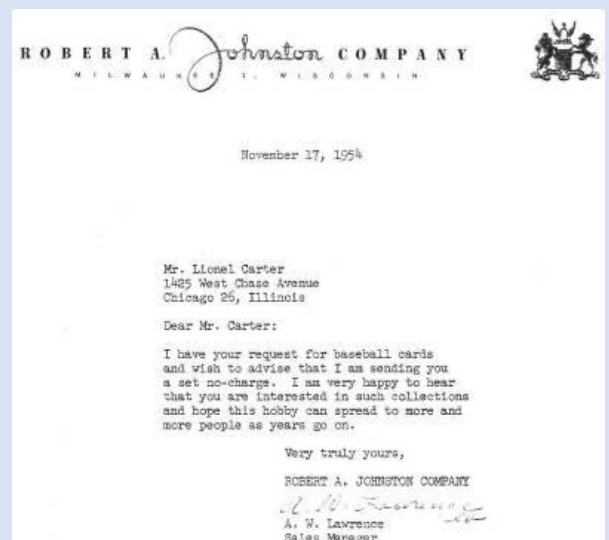 ROBERT A. Johnston COMPANY
MILWAUKEE 1, WISCONSIN
November 17, 1954
Mr. Lionel Carter
1425 West Chase Avenue
Chicago 26, Illinois
Dear Mr. Carter:
I have your request for baseball cards
and wish to advise that I am sending you
a set no-charge. I am very happy to hear
that you are interested in such collections
and hope this hobby can spread to more and
more people as years go on.
Very truly yours,
ROBERT A. JOHNSTON COMPANY
A. W. Lawrence
A. W. Lawrence
Sales Manager